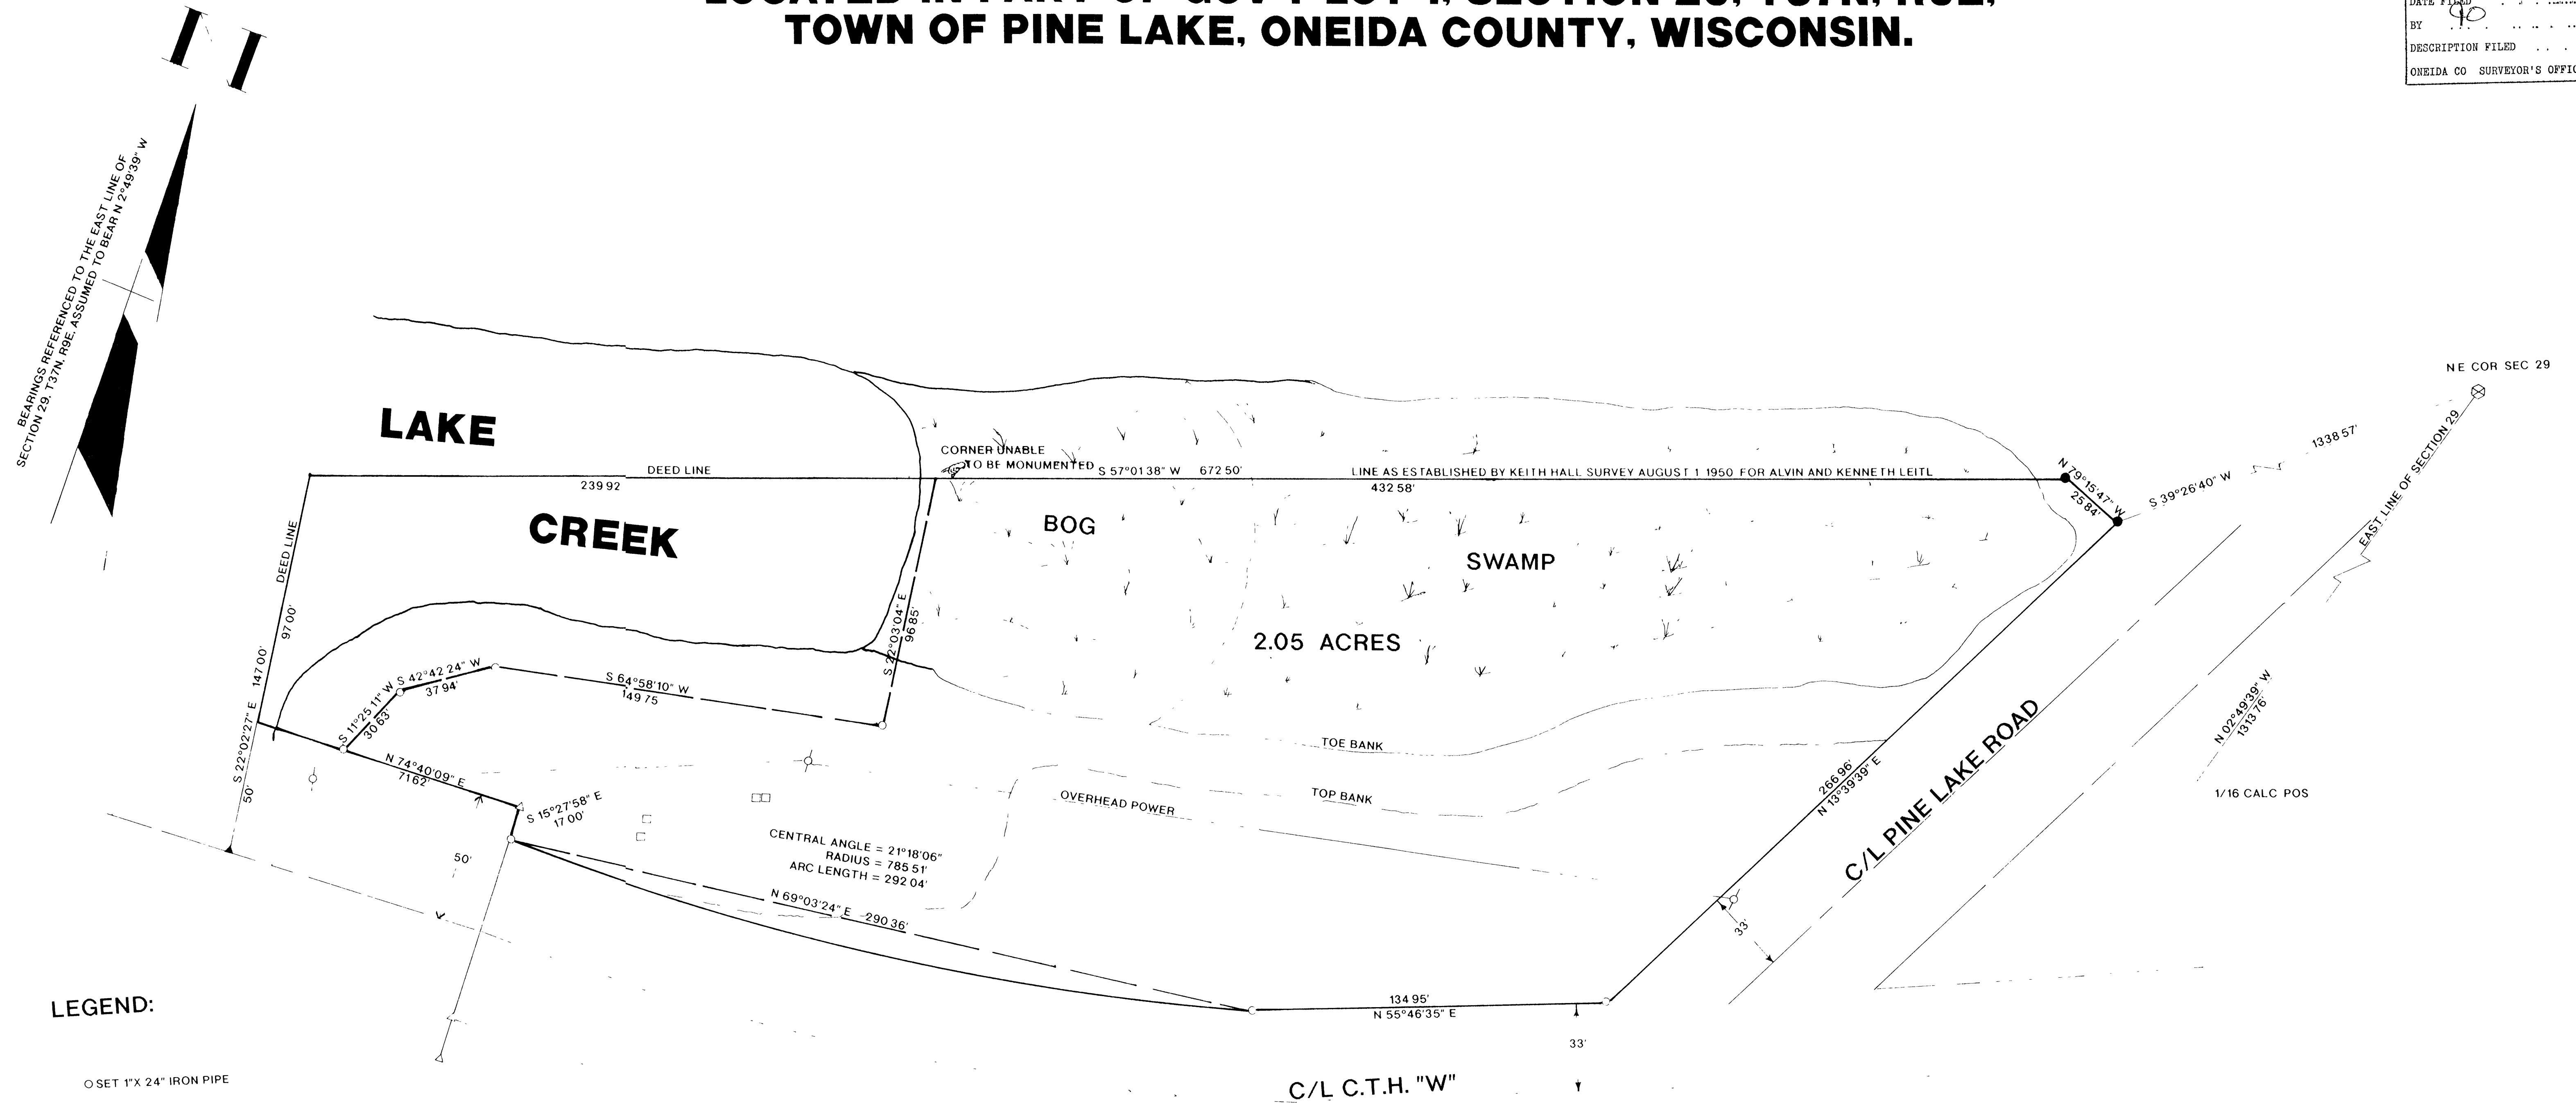 TOWN OF PINE LAKE, ONEIDA COUNTY, WISCONSIN.
DATE FILED
BY
DESCRIPTION FILED
ONEIDA CO SURVEYOR'S
N
BEARINGS REFERENCED TO THE EAST LINE OF
SECTION 29, T37N, R9E, ASSUMED TO BEAR N 2°49'39" W
NE COR SEC 29
1338 57'
S 39°26'40" W
EAST LINE OF SECTION 29
N 79°15'47" W
25 84'
LAKE
CORNER UNABLE
TO BE MONUMENTED
S 57°01 38" W 672 50'
LINE AS ESTABLISHED BY KEITH HALL SURVEY AUGUST 1 1950 FOR ALVIN AND KENNETH LEITL
DEED LINE
239 92
432 58'
CREEK
BOG
SWAMP
DEED LINE
97 00'
S 22°03'04" E
96 85'
2.05 ACRES
S 22°02'27" E 147 00'
50'
S 11°25 11" W
30 63'
S 42°42 24" W
37 94'
S 64°58'10" W
149 75
N 74°40'09" E
71 62'
S 15°27'58" E
17 00'
50'
TOE BANK
TOP BANK
OVERHEAD POWER
CENTRAL ANGLE = 21°18'06"
RADIUS = 785 51'
ARC LENGTH = 292 04'
N 69°03'24" E 290 36'
266 96'
N 13°39'39" E
C/L PINE LAKE ROAD
N 02°49'39" W
1313 76'
1/16 CALC POS
33'
134 95'
N 55°46'35" E
33'
C/L C.T.H. "W"
LEGEND:
SET 1"X 24" IRON PIPE